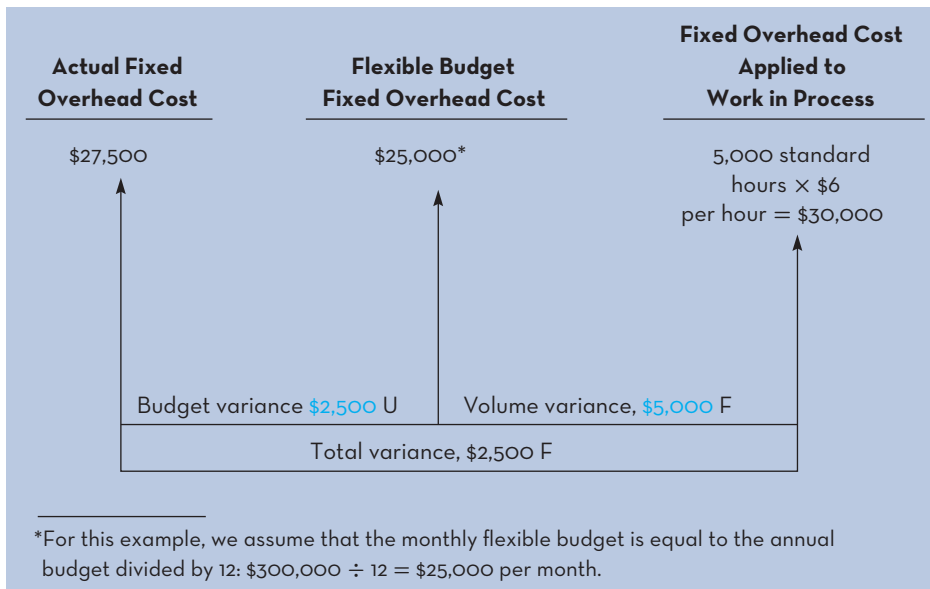 Actual Fixed
Overhead Cost
Flexible Budget
Fixed Overhead Cost
Fixed Overhead Cost
Applied to
Work in Process
$27,500
$25,000*
5,000 standard
hours × $6
per hour = $30,000
Budget variance $2,500 U
Volume variance, $5,000 F
Total variance, $2,500 F
*For this example, we assume that the monthly flexible budget is equal to the annual
budget divided by 12: $300,000 ÷ 12 = $25,000 per month.